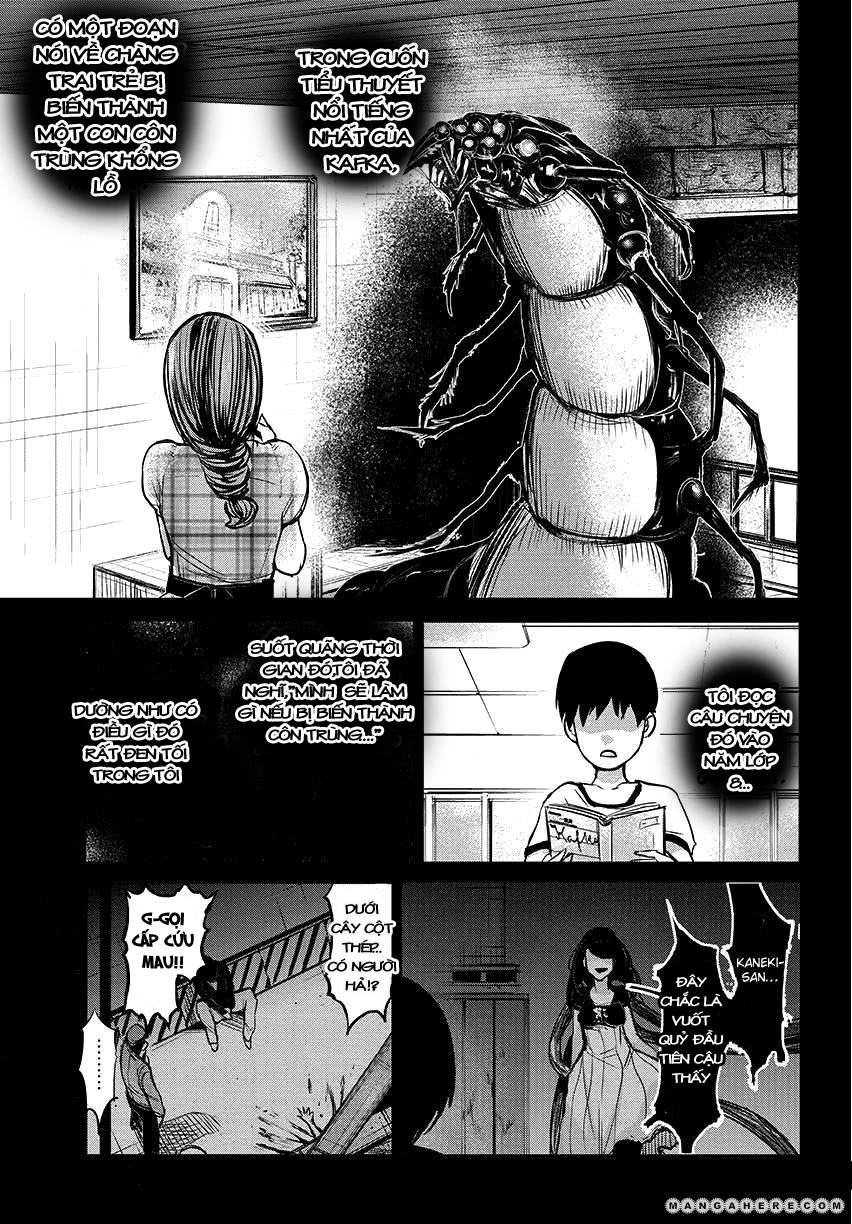 TRONG CUỐN
TIỂU THUYẾT
NỔI TIẾNG
NHẤT CỦA
KAFKA,
CÓ MỘT ĐOẠN
NÓI VỀ CHÀNG
TRAI TRẺ BỊ
BIẾN THÀNH
MỘT CON CÔN
TRÙNG KHỔNG
LỒ
TÔI ĐỌC
CÂU CHUYỆN
ĐÓ VÀO
NĂM LỚP
8...
Kafka
SUỐT QUÃNG THỜI
GIAN ĐÓ,TÔI ĐÃ
NGHĨ,"MÌNH SẼ LÀM
GÌ NẾU BỊ BIẾN THÀNH
CÔN TRÙNG..."
DƯỜNG NHƯ CÓ
ĐIỀU GÌ ĐÓ
RẤT ĐEN TỐI
TRONG TÔI
KANEKI-
SAN...
ĐÂY
CHẮC LÀ
VUỐT
QUỶ ĐẦU
TIÊN CẬU
THẤY
DƯỚI
CÂY CỘT
THÉP..
CÓ NGƯỜI
HẢ!?
G-GỌI
CẤP CỨU
MAU!!
......
MANGAHERE.COM